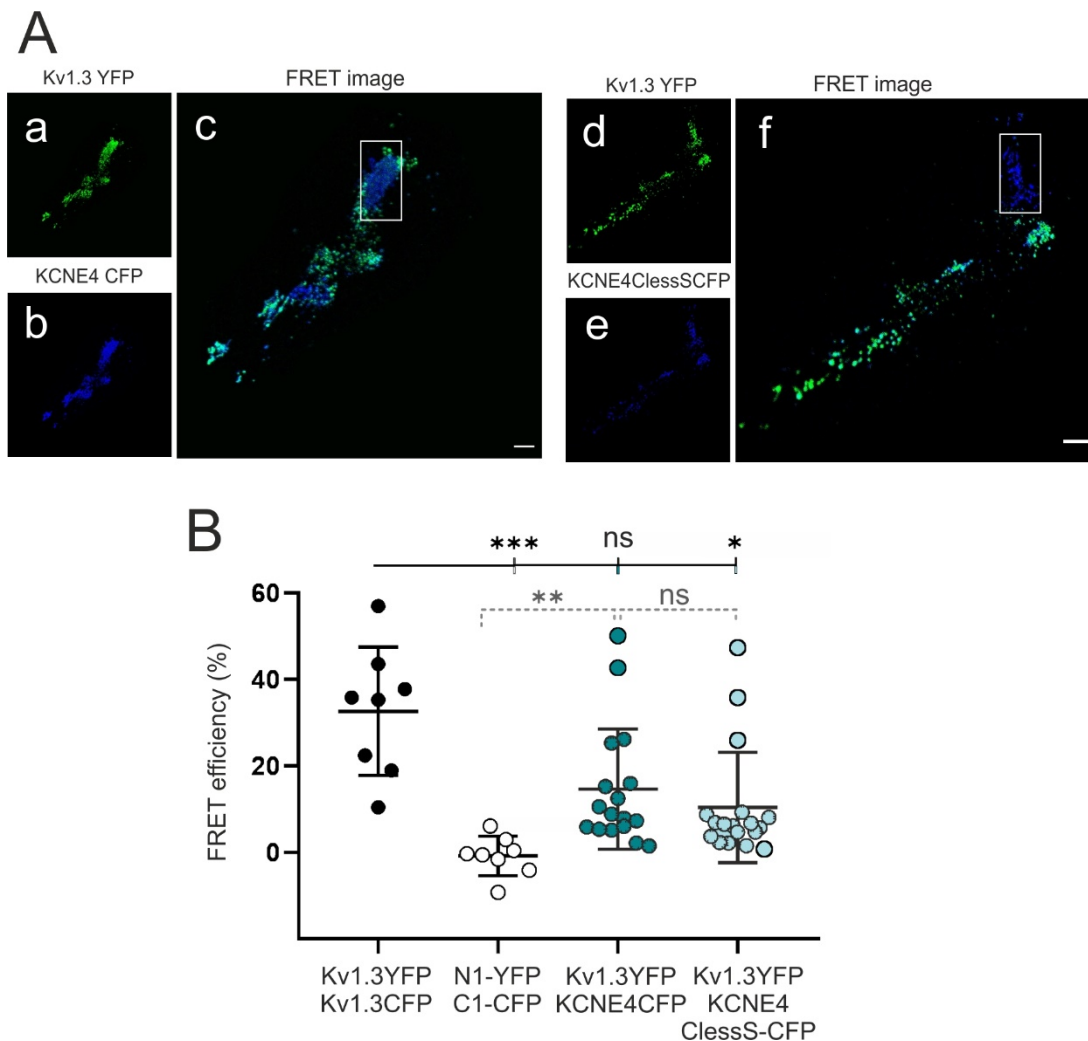 A
Kv1.3 YFP
FRET image
Kv1.3 YFP
FRET image
a
c
d
f
KCNE4 CFP
KCNE4ClessSCFP
b
e
B
*** ns *
** ns
60
40
20
0
FRET efficiency (%)
Kv1.3YFP N1-YFP Kv1.3YFP Kv1.3YFP
Kv1.3CFP C1-CFP KCNE4CFP KCNE4
ClessS-CFP